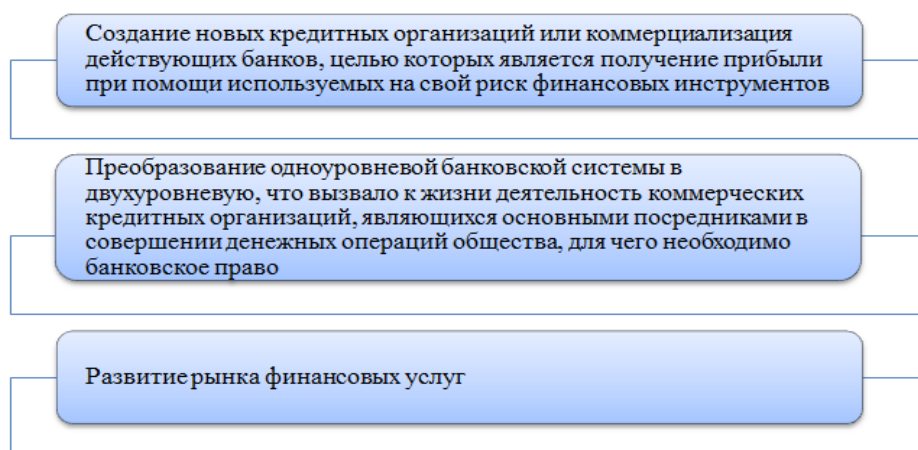 Создание новых кредитных организаций или коммерциализация
действующих банков, целью которых является получение прибыли
при помощи используемых на свой риск финансовых инструментов
Преобразование одноуровневой банковской системы в
двухуровневую, что вызвало к жизни деятельность коммерческих
кредитных организаций, являющихся основными посредниками в
совершении денежных операций общества, для чего необходимо
банковское право
Развитие рынка финансовых услуг